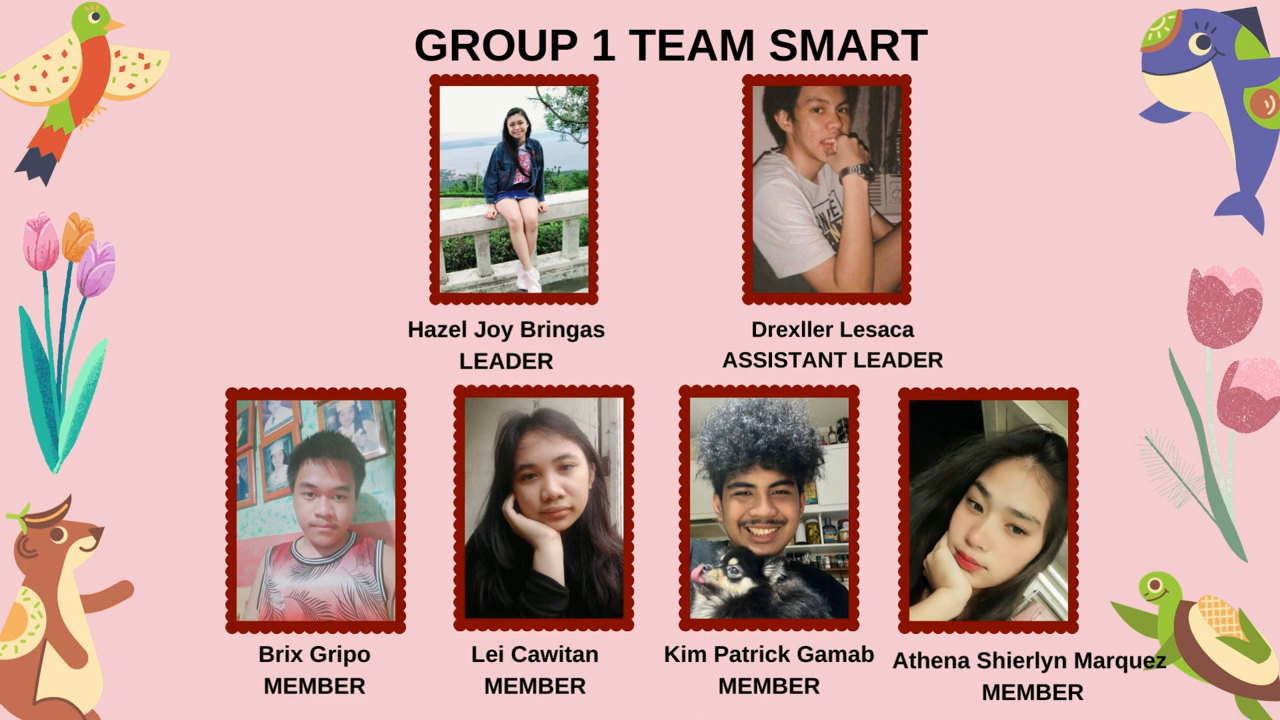 GROUP 1 TEAM SMART
Hazel Joy Bringas
LEADER
Drexller Lesaca
ASSISTANT LEADER
Brix Gripo
MEMBER
Lei Cawitan
MEMBER
Kim Patrick Gamab
MEMBER
Athena Shierlyn Marquez
MEMBER